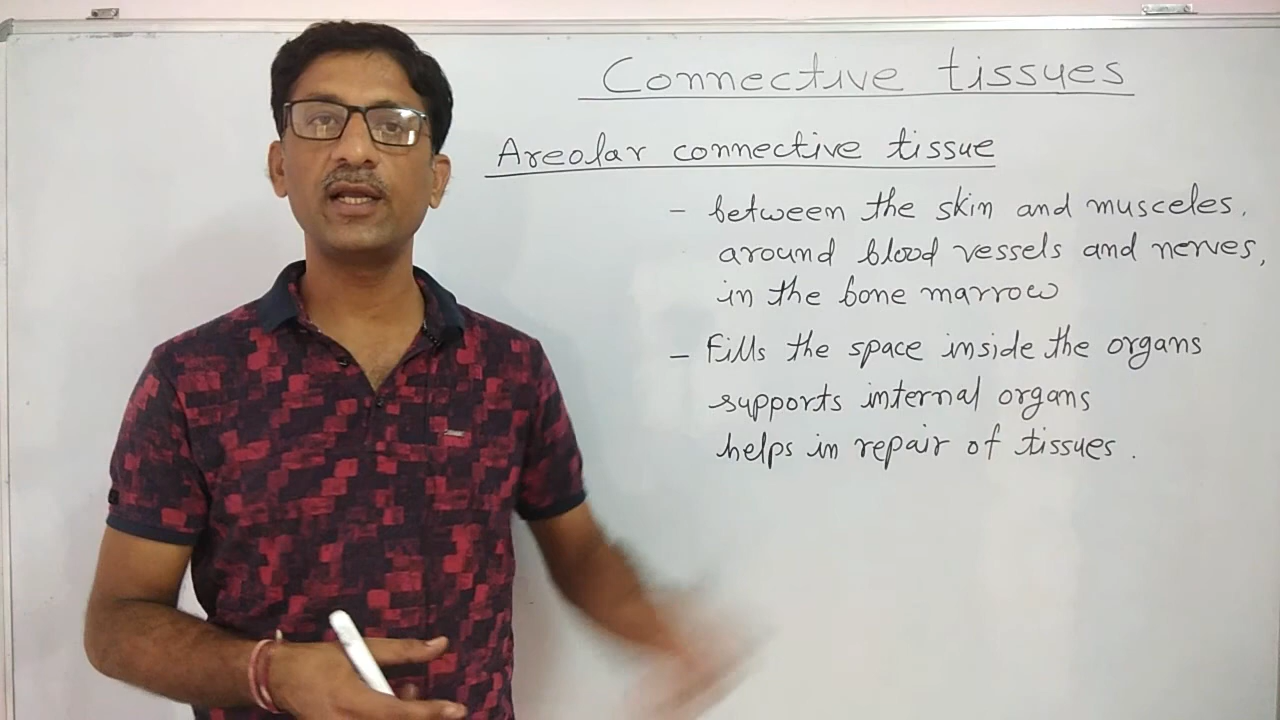 Connective tissues
Areolar connective tissue
- between the skin and musceles,
around blood vessels and nerves,
in the bone marrow
- Fills the space inside the organs
supports internal organs
helps in repair of tissues.